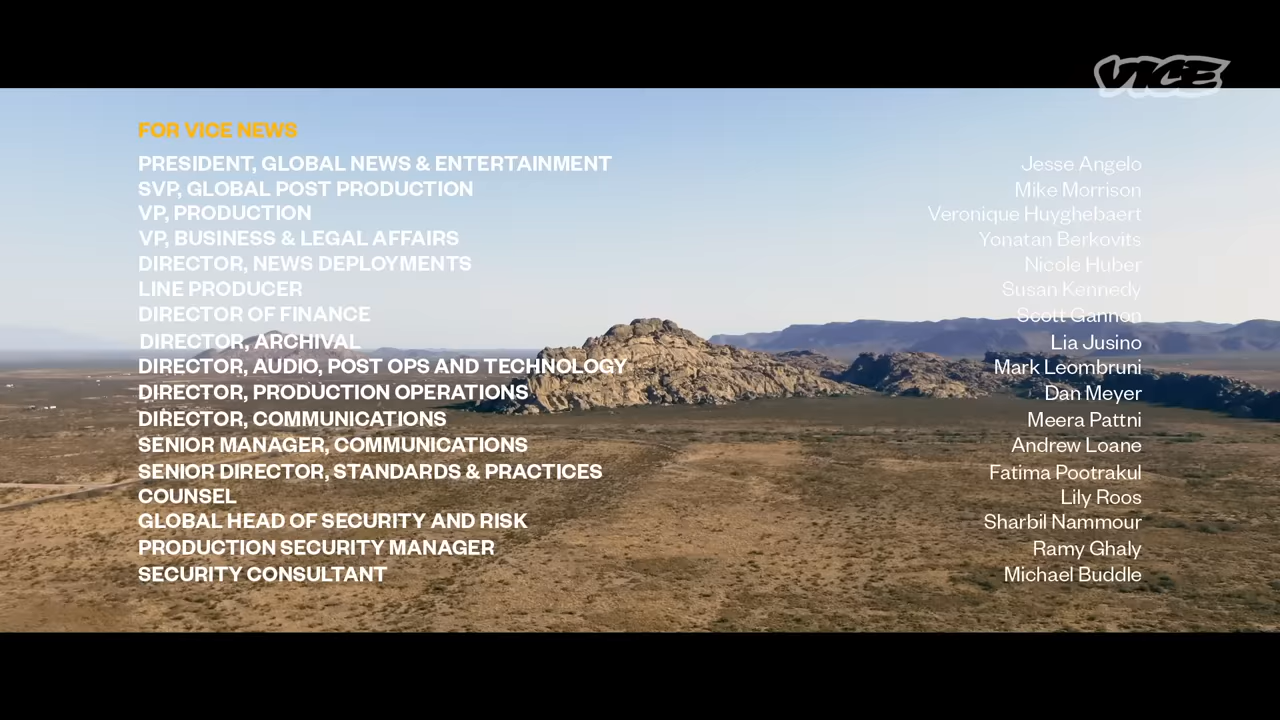 VICE
FOR VICE NEWS
PRESIDENT, GLOBAL NEWS & ENTERTAINMENT Jesse Angelo
SVP, GLOBAL POST PRODUCTION Mike Morrison
VP, PRODUCTION Veronique Huyghebaert
VP, BUSINESS & LEGAL AFFAIRS Yonatan Berkovits
DIRECTOR, NEWS DEPLOYMENTS Nicole Huber
LINE PRODUCER Susan Kennedy
DIRECTOR OF FINANCE Scott Gannon
DIRECTOR, ARCHIVAL Lia Jusino
DIRECTOR, AUDIO, POST OPS AND TECHNOLOGY Mark Leombruni
DIRECTOR, PRODUCTION OPERATIONS Dan Meyer
DIRECTOR, COMMUNICATIONS Meera Pattni
SENIOR MANAGER, COMMUNICATIONS Andrew Loane
SENIOR DIRECTOR, STANDARDS & PRACTICES Fatima Pootrakul
COUNSEL Lily Roos
GLOBAL HEAD OF SECURITY AND RISK Sharbil Nammour
PRODUCTION SECURITY MANAGER Ramy Ghaly
SECURITY CONSULTANT Michael Buddle